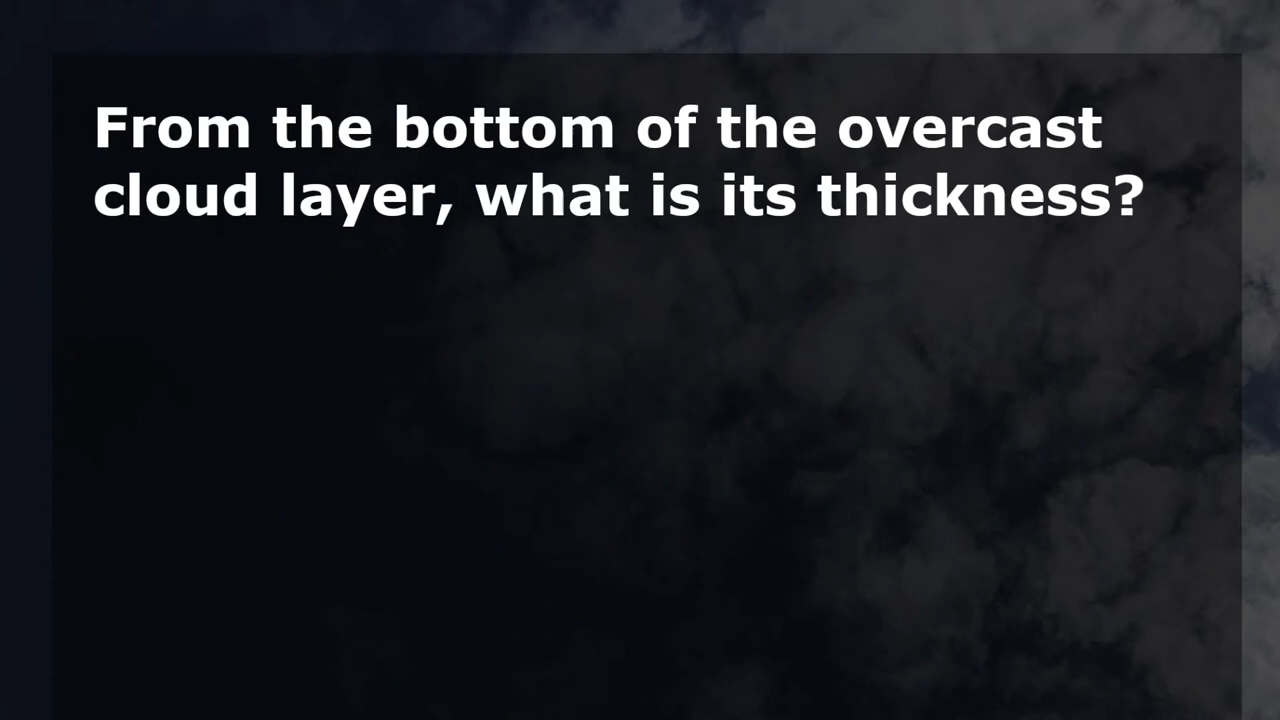 From the bottom of the overcast
cloud layer, what is its thickness?